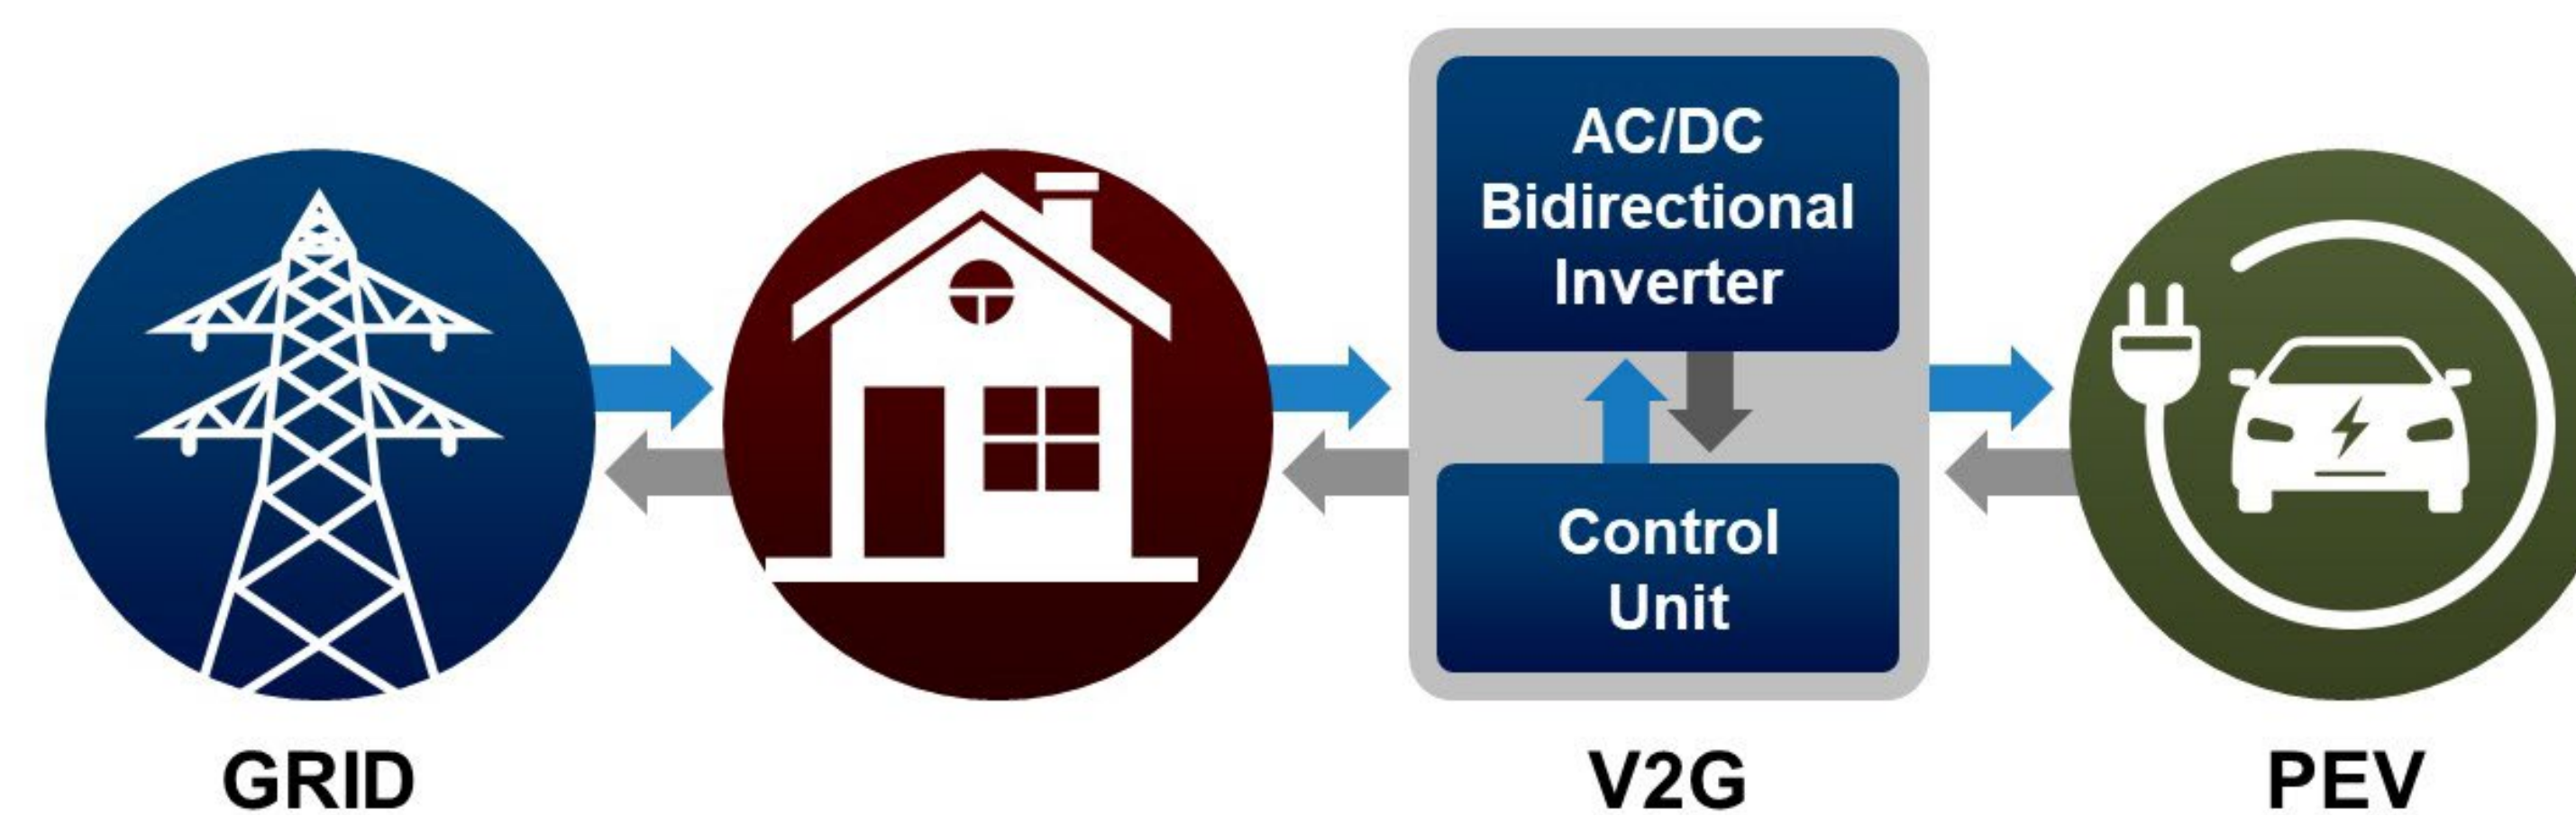 AC/DC
Bidirectional
Inverter
Control
Unit
GRID
V2G
PEV